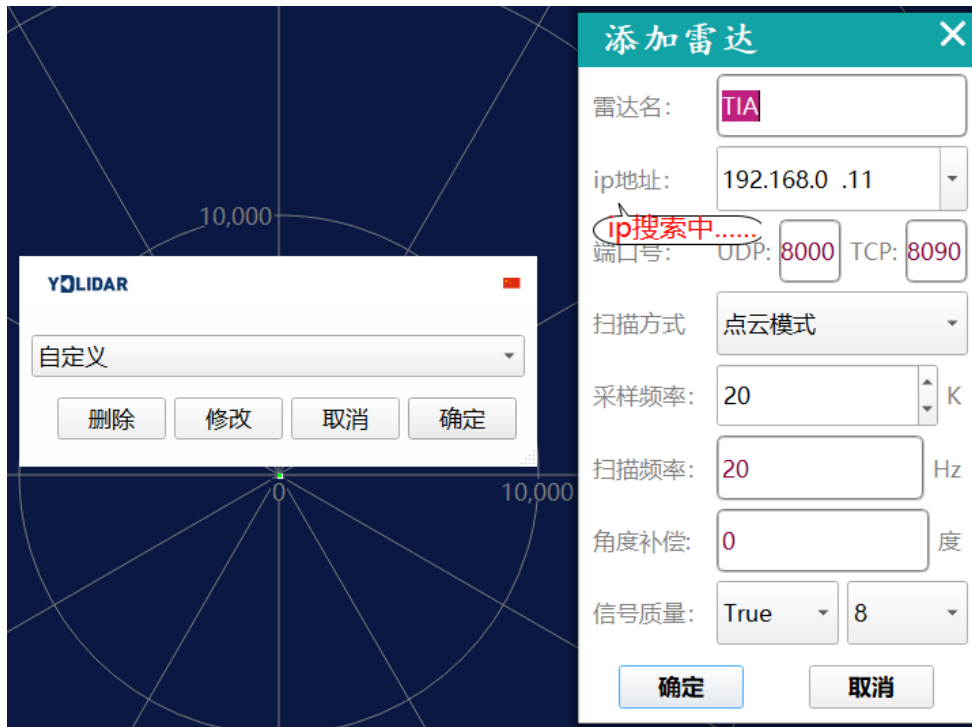 10,000
0
10,000
YDLIDAR
自定义
删除 修改 取消 确定
添加雷达
雷达名: TIA
ip地址: 192.168.0 .11
ip搜索中......
端口号: UDP: 8000 TCP: 8090
扫描方式 点云模式
采样频率: 20 K
扫描频率: 20 Hz
角度补偿: 0 度
信号质量: True 8
确定 取消